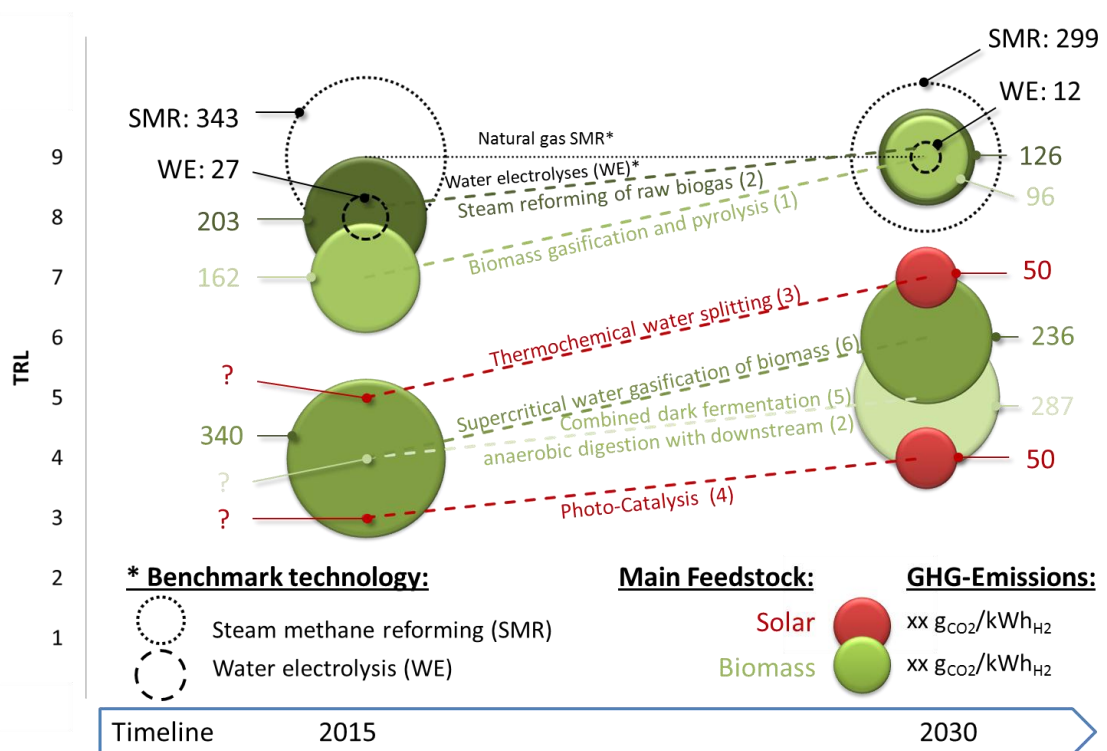 SMR: 299
SMR: 343
WE: 12
Natural gas SMR*
9
126
WE: 27
Water electrolyses (WE)*
Steam reforming of raw biogas (2)
96
8
203
Biomass gasification and pyrolysis (1)
7
162
50
Thermochemical water splitting (3)
6
236
TRL
?
5
Supercritical water gasification of biomass (6)
Combined dark fermentation (5)
287
340
anaerobic digestion with downstream (2)
4
50
?
3
?
Photo-Catalysis (4)
2
* Benchmark technology:
Main Feedstock:
GHG-Emissions:
1
Steam methane reforming (SMR)
Solar
xx gCO2/kWhH2
Water electrolysis (WE)
Biomass
xx gCO2/kWhH2
Timeline
2015
2030